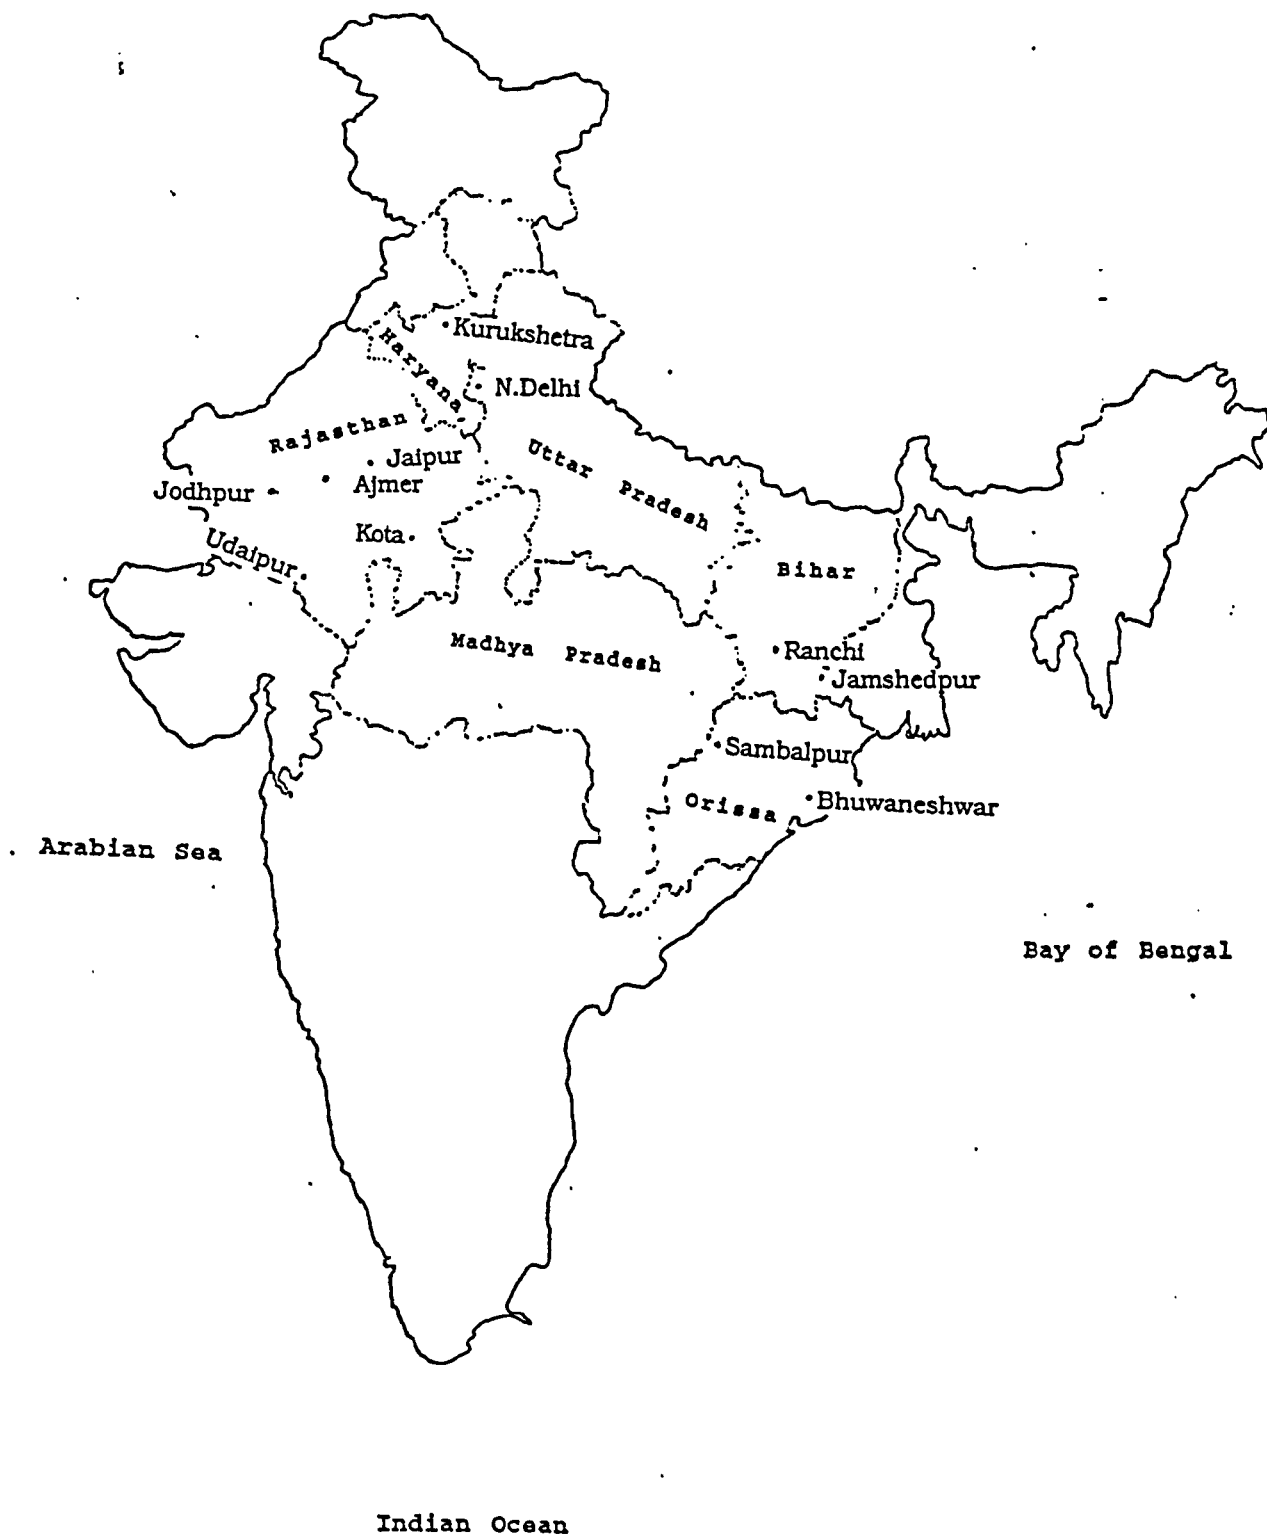 Kurukshetra
Haryana
N.Delhi
Rajasthan
Uttar Pradesh
Jaipur
Ajmer
Jodhpur
Kota
Udaipur
Bihar
Madhya Pradesh
Ranchi
Jamshedpur
Sambalpur
Orissa
Bhuwaneshwar
Arabian Sea
Bay of Bengal
Indian Ocean